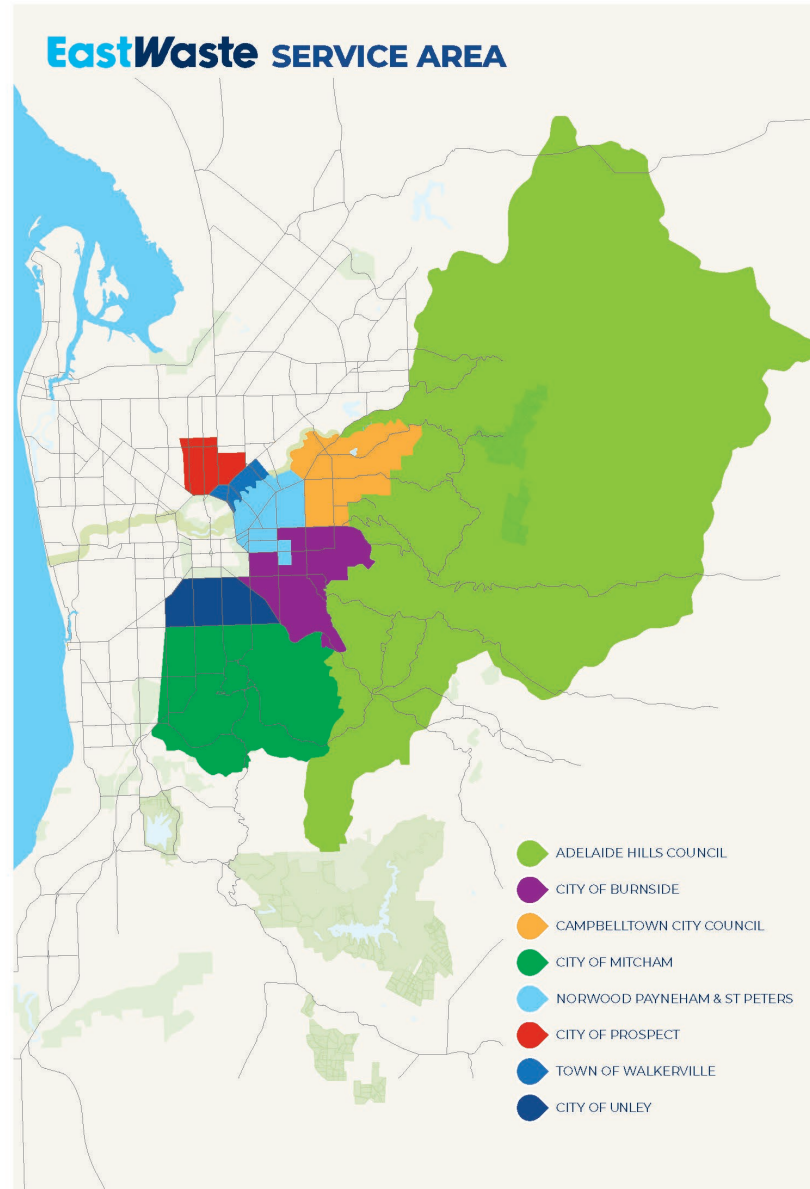 EastWaste SERVICE AREA
ADELAIDE HILLS COUNCIL
CITY OF BURNSIDE
CAMPBELLTOWN CITY COUNCIL
CITY OF MITCHAM
NORWOOD PAYNEHAM & ST PETERS
CITY OF PROSPECT
TOWN OF WALKERVILLE
CITY OF UNLEY